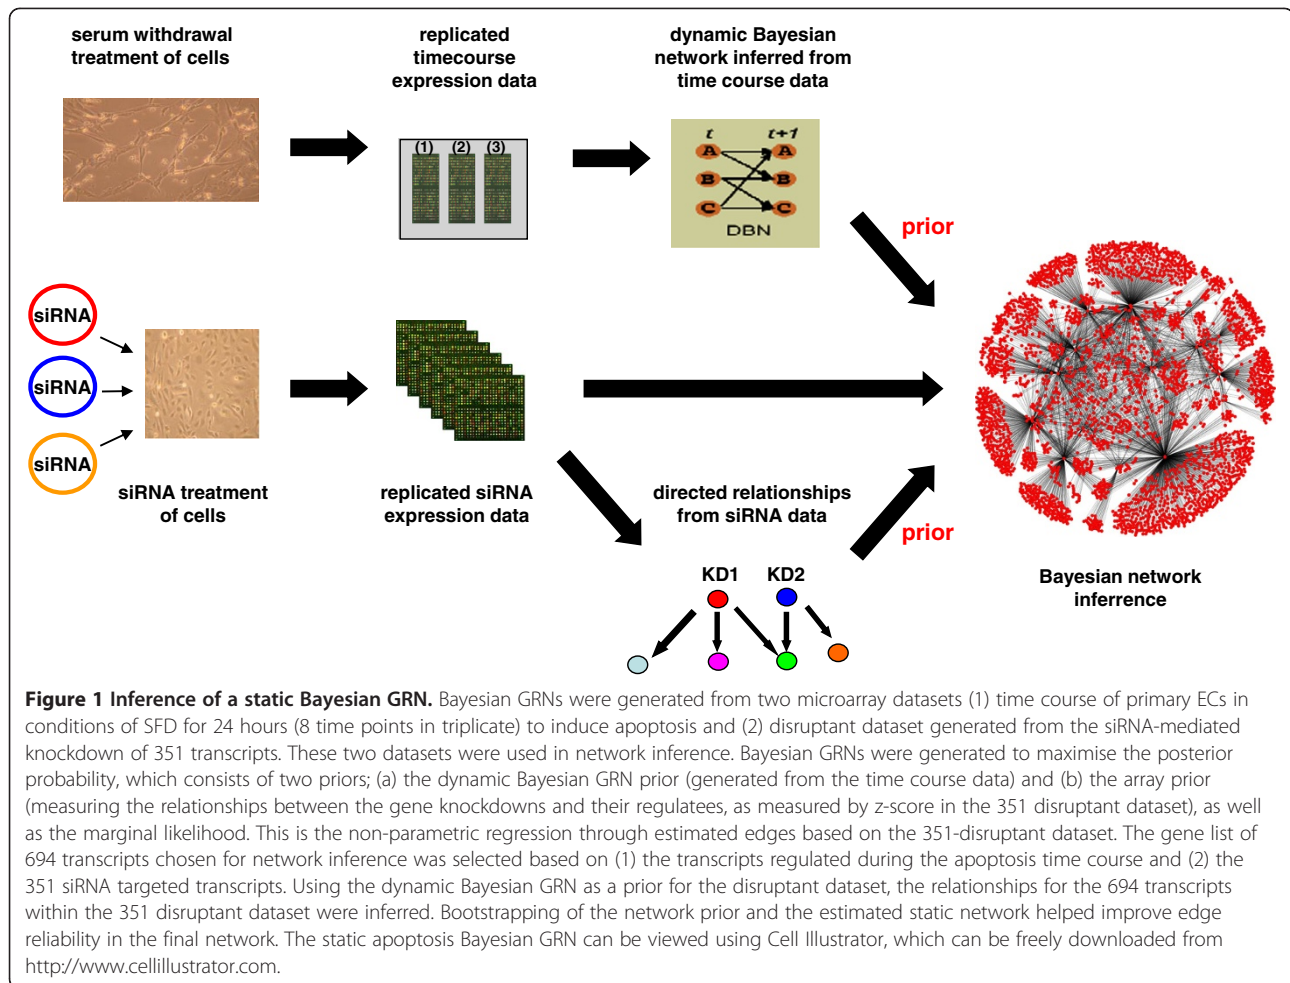 serum withdrawal
treatment of cells
replicated
timecourse
expression data
dynamic Bayesian
network inferred from
time course data
(1) (2) (3)
t t+1
A A
B B
C C
DBN
prior
siRNA
siRNA
siRNA
siRNA treatment
of cells
replicated siRNA
expression data
directed relationships
from siRNA data
prior
KD1 KD2
Bayesian network
inferrence
Figure 1 Inference of a static Bayesian GRN. Bayesian GRNs were generated from two microarray datasets (1) time course of primary ECs in
conditions of SFD for 24 hours (8 time points in triplicate) to induce apoptosis and (2) disruptant dataset generated from the siRNA-mediated
knockdown of 351 transcripts. These two datasets were used in network inference. Bayesian GRNs were generated to maximise the posterior
probability, which consists of two priors; (a) the dynamic Bayesian GRN prior (generated from the time course data) and (b) the array prior
(measuring the relationships between the gene knockdowns and their regulatees, as measured by z-score in the 351 disruptant dataset), as well
as the marginal likelihood. This is the non-parametric regression through estimated edges based on the 351-disruptant dataset. The gene list of
694 transcripts chosen for network inference was selected based on (1) the transcripts regulated during the apoptosis time course and (2) the
351 siRNA targeted transcripts. Using the dynamic Bayesian GRN as a prior for the disruptant dataset, the relationships for the 694 transcripts
within the 351 disruptant dataset were inferred. Bootstrapping of the network prior and the estimated static network helped improve edge
reliability in the final network. The static apoptosis Bayesian GRN can be viewed using Cell Illustrator, which can be freely downloaded from
http://www.cellillustrator.com.